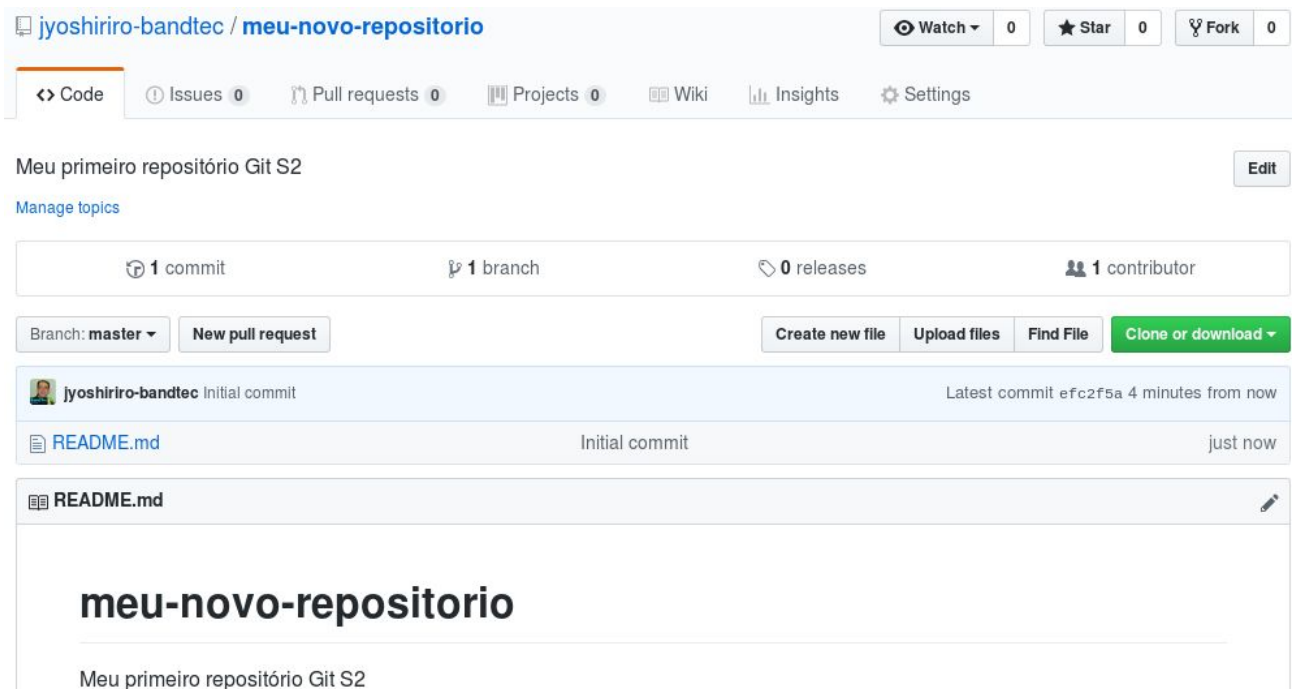 jyoshiriro-bandtec / meu-novo-repositorio Watch 0 Star 0 Fork 0
Code Issues 0 Pull requests 0 Projects 0 Wiki Insights Settings
Meu primeiro repositório Git S2 Edit
Manage topics
1 commit 1 branch 0 releases 1 contributor
Branch: master New pull request Create new file Upload files Find File Clone or download
jyoshiriro-bandtec Initial commit Latest commit efc2f5a 4 minutes from now
README.md Initial commit just now
README.md
meu-novo-repositorio
Meu primeiro repositório Git S2